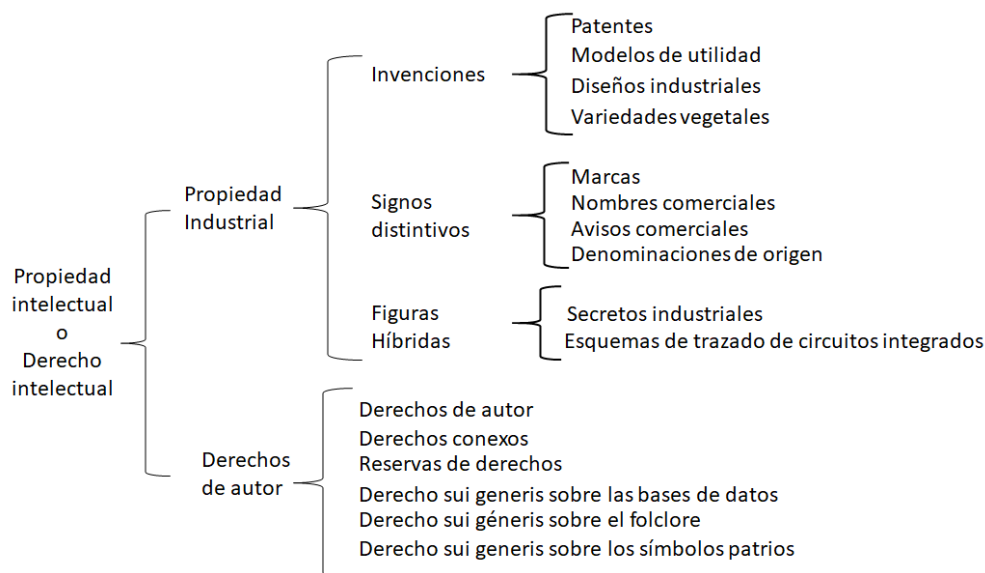 Propiedad
intelectual
o
Derecho
intelectual
Propiedad
Industrial
Invenciones
Patentes
Modelos de utilidad
Diseños industriales
Variedades vegetales
Signos
distintivos
Marcas
Nombres comerciales
Avisos comerciales
Denominaciones de origen
Figuras
Híbridas
Secretos industriales
Esquemas de trazado de circuitos integrados
Derechos
de autor
Derechos de autor
Derechos conexos
Reservas de derechos
Derecho sui generis sobre las bases de datos
Derecho sui géneris sobre el folclore
Derecho sui generis sobre los símbolos patrios